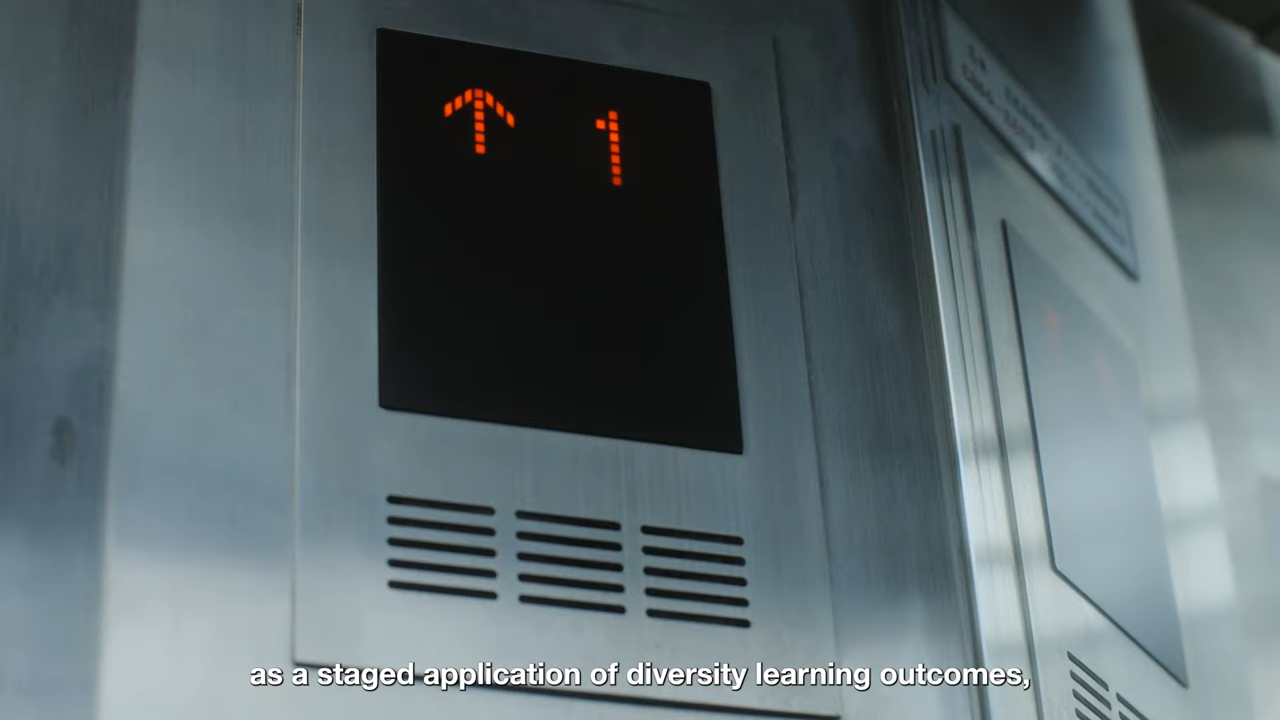 1
as a staged application of diversity learning outcomes,